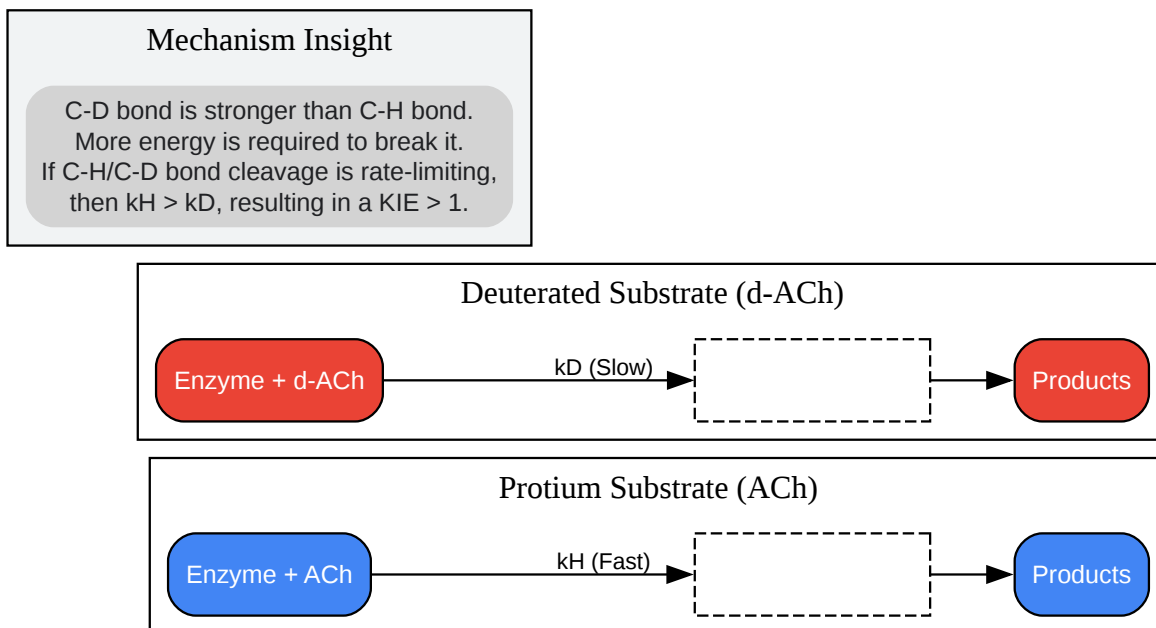 Mechanism Insight
C-D bond is stronger than C-H bond.
More energy is required to break it.
If C-H/C-D bond cleavage is rate-limiting,
then kH > kD, resulting in a KIE > 1.
Deuterated Substrate (d-ACh)
Enzyme + d-ACh
kD (Slow)
Products
Protium Substrate (ACh)
Enzyme + ACh
kH (Fast)
Products